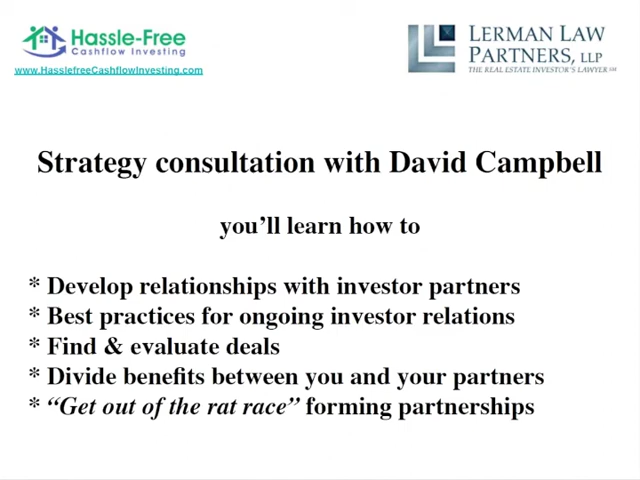 Hassle-Free
Cashflow Investing
www.HasslefreeCashflowInvesting.com
LERMAN LAW
PARTNERS, LLP
THE REAL ESTATE INVESTOR'S LAWYER℠
Strategy consultation with David Campbell
you’ll learn how to
* Develop relationships with investor partners
* Best practices for ongoing investor relations
* Find & evaluate deals
* Divide benefits between you and your partners
* “Get out of the rat race” forming partnerships